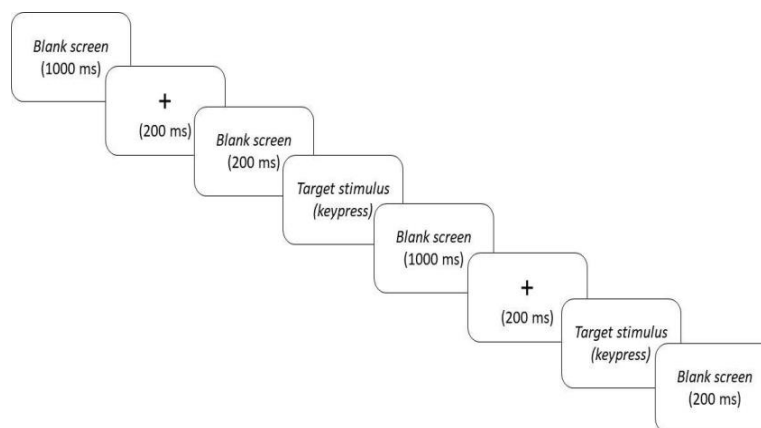 Blank screen
(1000 ms)
+
(200 ms)
Blank screen
(200 ms)
Target stimulus
(keypress)
Blank screen
(1000 ms)
+
(200 ms)
Target stimulus
(keypress)
Blank screen
(200 ms)